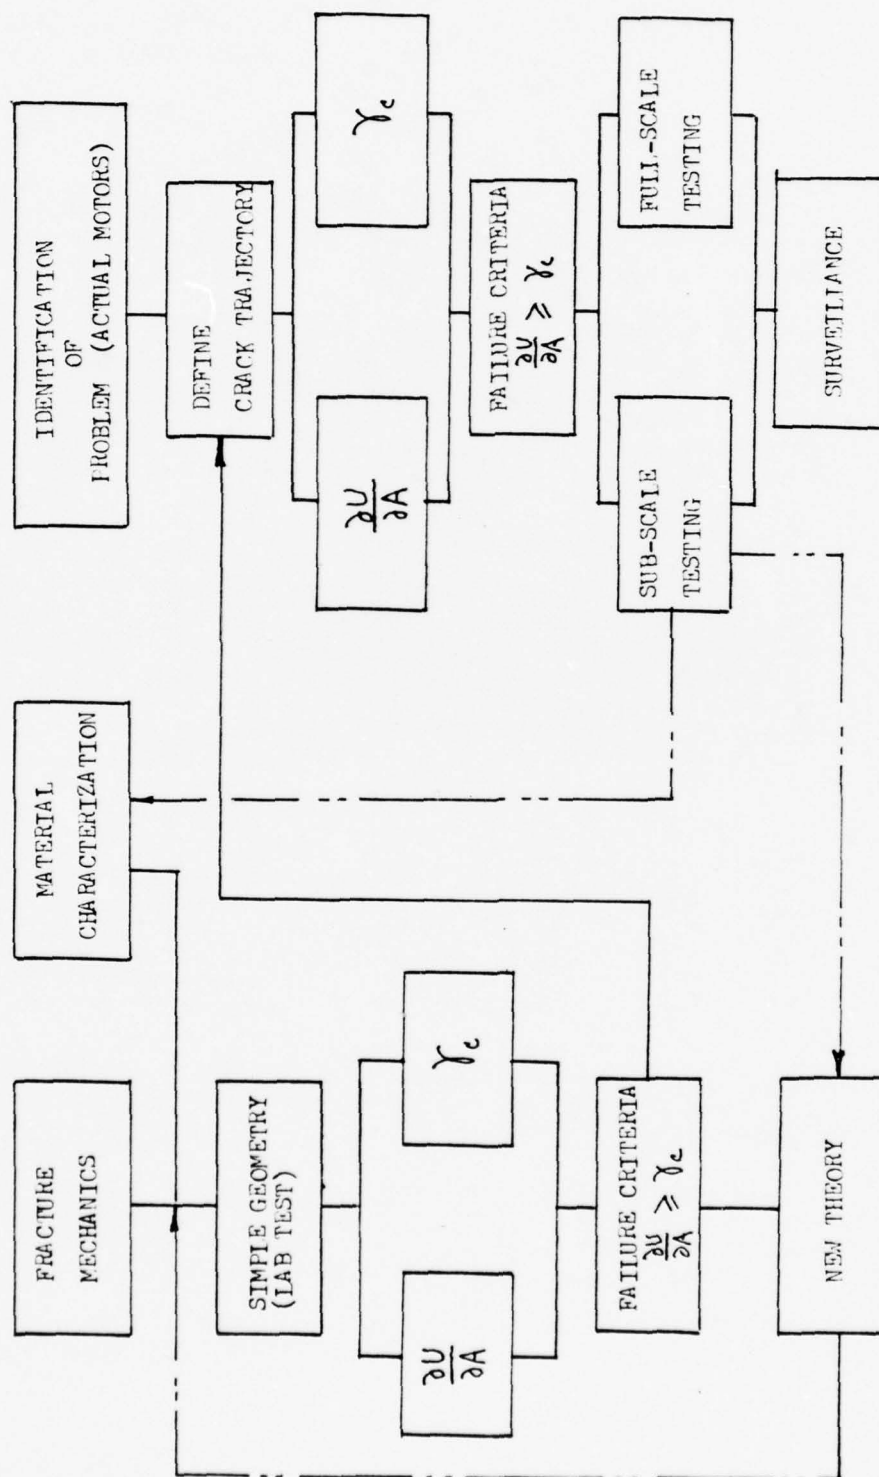 FRACTURE
MECHANICS
MATERIAL
CHARACTERIZATION
IDENTIFICATION
OF
PROBLEM (ACTUAL MOTORS)
SIMPLE GEOMETRY
(LAB TEST)
DEFINE
CRACK TRAJECTORY
∂U
∂A
γc
∂U
∂A
γc
FAILURE CRITERIA
∂U/∂A ≥ γc
FAILURE CRITERIA
∂U/∂A ≥ γc
NEW THEORY
SUB-SCALE
TESTING
FULL-SCALE
TESTING
SURVEILLANCE